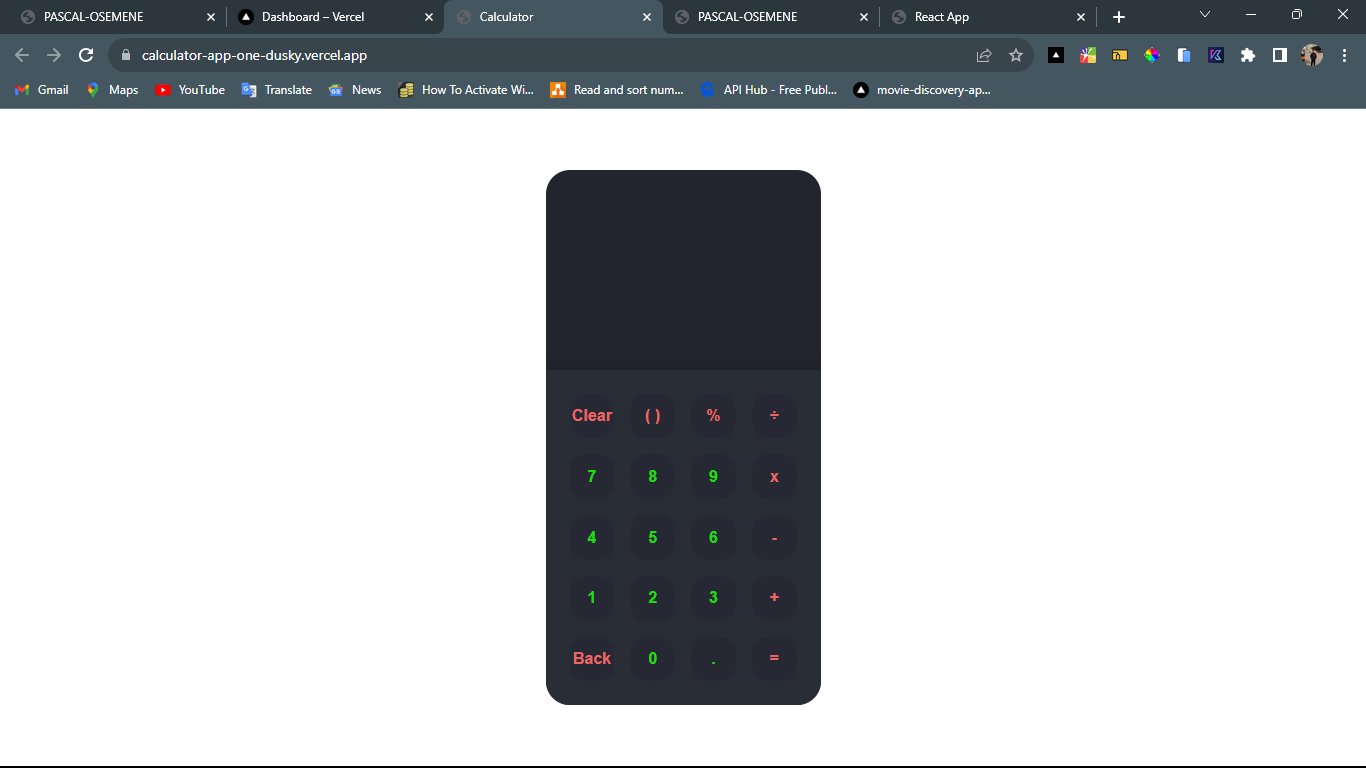 PASCAL-OSEMENE
Dashboard – Vercel
Calculator
PASCAL-OSEMENE
React App
calculator-app-one-dusky.vercel.app
Gmail Maps YouTube Translate News How To Activate Wi... Read and sort num... API Hub - Free Publ... movie-discovery-ap...
Clear ( ) % ÷
7 8 9 x
4 5 6 -
1 2 3 +
Back 0 . =